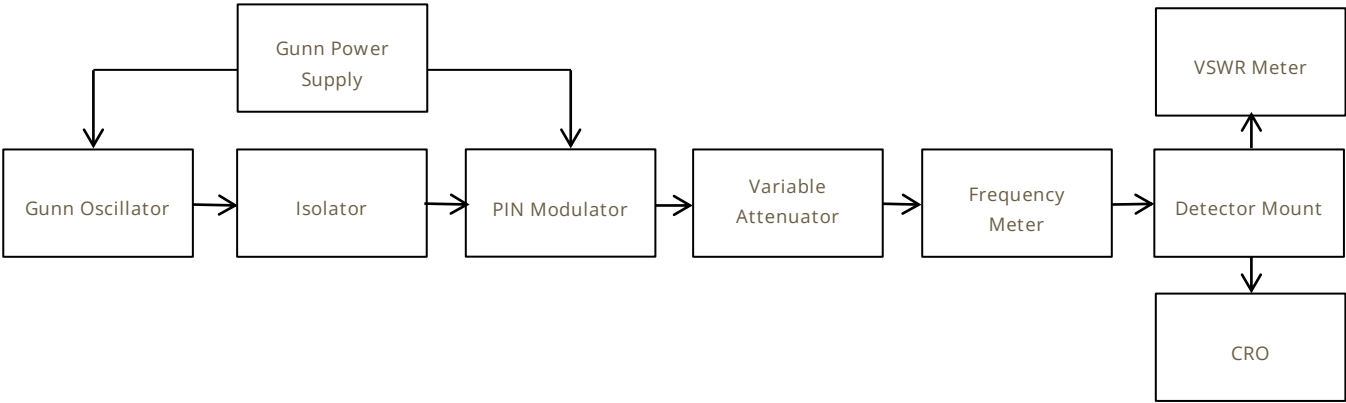 Gunn Power
Supply
VSWR Meter
Gunn Oscillator
Isolator
PIN Modulator
Variable
Attenuator
Frequency
Meter
Detector Mount
CRO